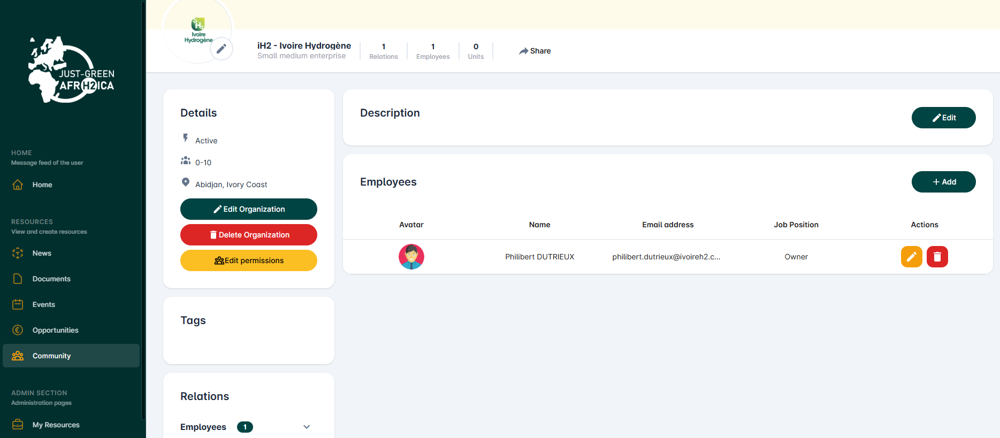 JUST-GREEN
AFRH2ICA
HOME
Message feed of the user
Home
RESOURCES
View and create resources
News
Documents
Events
Opportunities
Community
ADMIN SECTION
Administration pages
My Resources
iH2
Ivoire
Hydrogène
iH2 - Ivoire Hydrogène
Small medium enterprise
1
Relations
1
Employees
0
Units
Share
Details
Active
0-10
Abidjan, Ivory Coast
Edit Organization
Delete Organization
Edit permissions
Tags
Relations
Employees 1
Description
Edit
Employees
+ Add
Avatar Name Email address Job Position Actions
Philibert DUTRIEUX philibert.dutrieux@ivoireh2.c... Owner